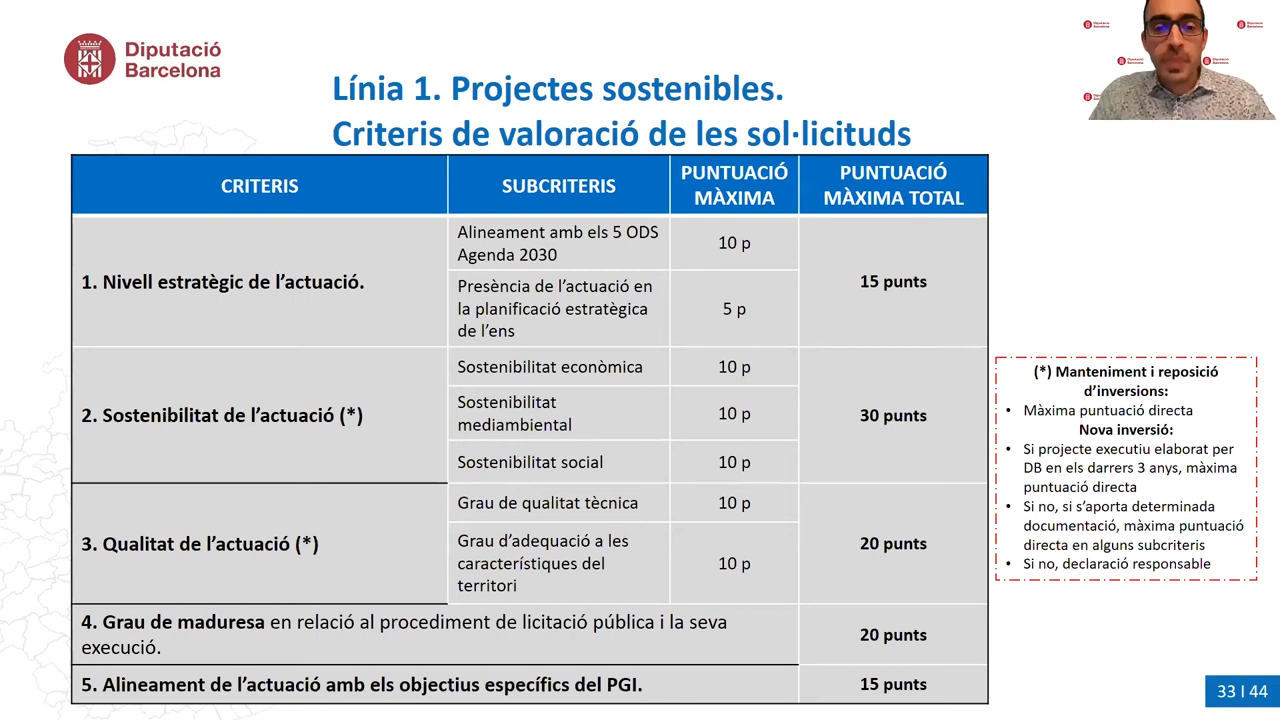 Diputació
Barcelona
Línia 1. Projectes sostenibles.
Criteris de valoració de les sol·licituds
CRITERIS
SUBCRITERIS
PUNTUACIÓ
MÀXIMA
PUNTUACIÓ
MÀXIMA TOTAL
1. Nivell estratègic de l’actuació.
Alineament amb els 5 ODS
Agenda 2030
10 p
Presència de l’actuació en
la planificació estratègica
de l’ens
5 p
15 punts
2. Sostenibilitat de l’actuació (*)
Sostenibilitat econòmica
10 p
Sostenibilitat
mediambiental
10 p
Sostenibilitat social
10 p
30 punts
3. Qualitat de l’actuació (*)
Grau de qualitat tècnica
10 p
Grau d’adequació a les
característiques del
territori
10 p
20 punts
4. Grau de maduresa en relació al procediment de licitació pública i la seva
execució.
20 punts
5. Alineament de l’actuació amb els objectius específics del PGI.
15 punts
(*) Manteniment i reposició
d’inversions:
• Màxima puntuació directa
Nova inversió:
• Si projecte executiu elaborat per
DB en els darrers 3 anys, màxima
puntuació directa
• Si no, si s’aporta determinada
documentació, màxima puntuació
directa en alguns subcriteris
• Si no, declaració responsable
33 I 44